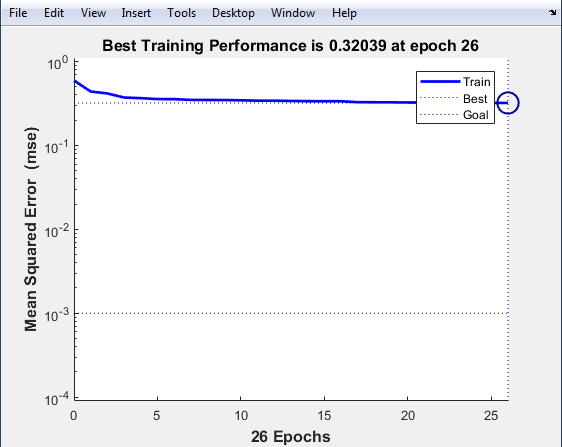 File Edit View Insert Tools Desktop Window Help
Best Training Performance is 0.32039 at epoch 26
Mean Squared Error (mse)
10^0
10^-1
10^-2
10^-3
10^-4
Train
Best
Goal
0 5 10 15 20 25
26 Epochs